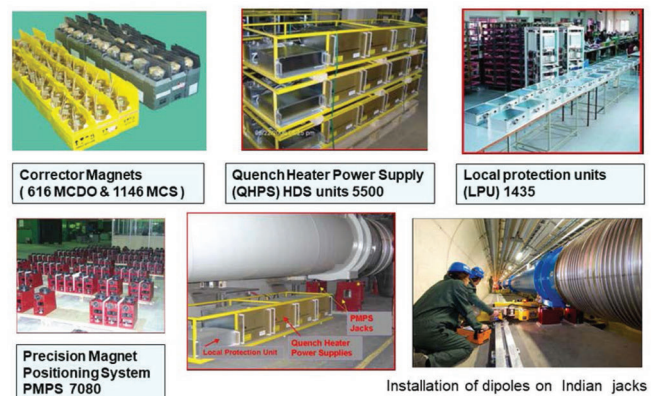 Corrector Magnets
( 616 MCDO & 1146 MCS )
Quench Heater Power Supply
(QHPS) HDS units 5500
Local protection units
(LPU) 1435
Precision Magnet
Positioning System
PMPS 7080
PMPS
Jacks
Local Protection Unit
Quench Heater
Power Supplies
Installation of dipoles on Indian jacks